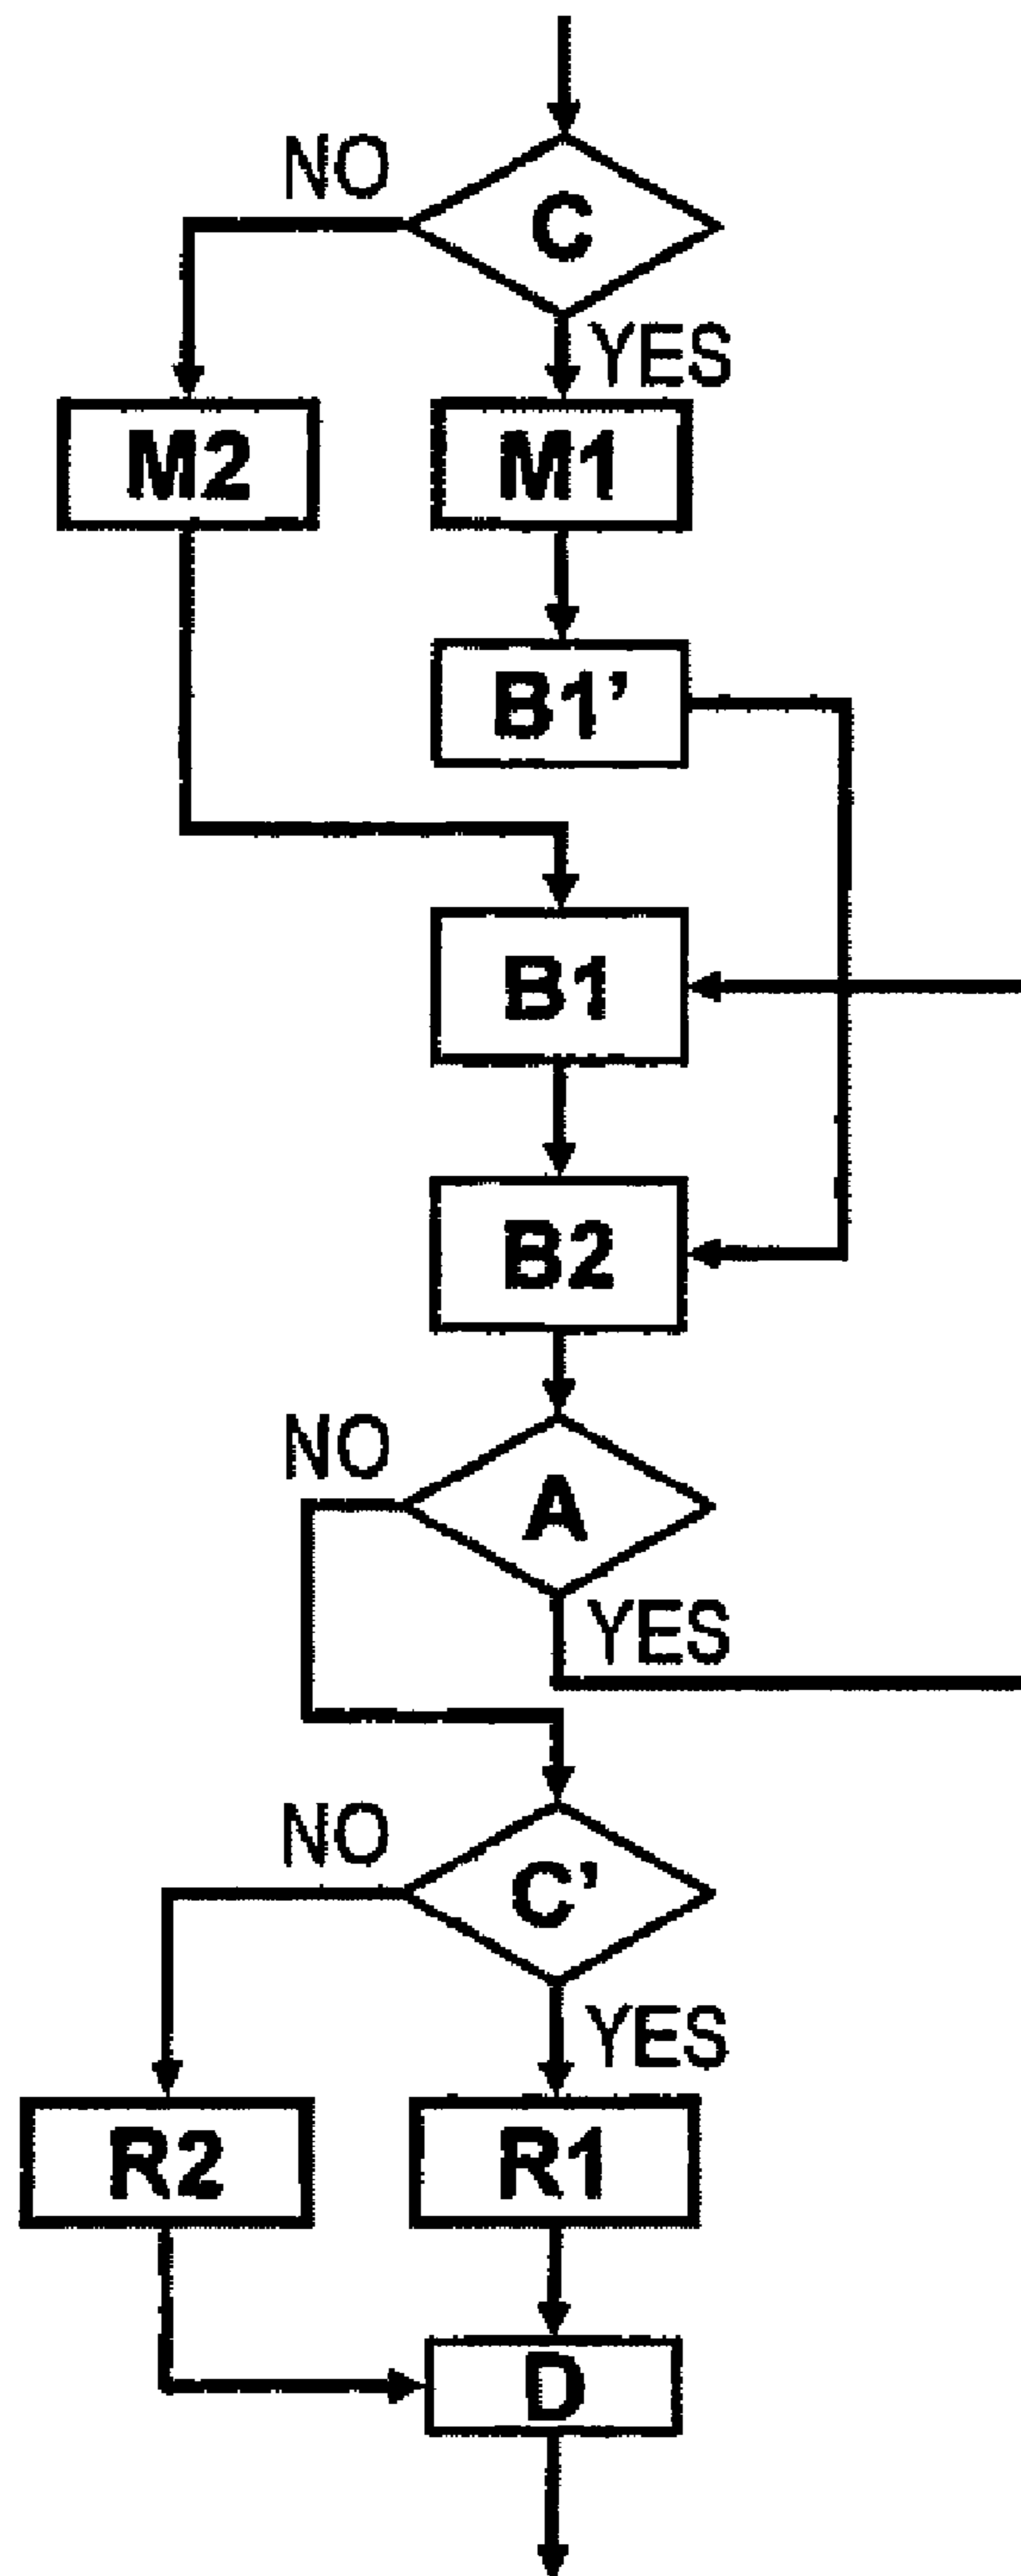 NO
C
YES
M2
M1
B1’
B1
B2
NO
A
YES
NO
C’
YES
R2
R1
D